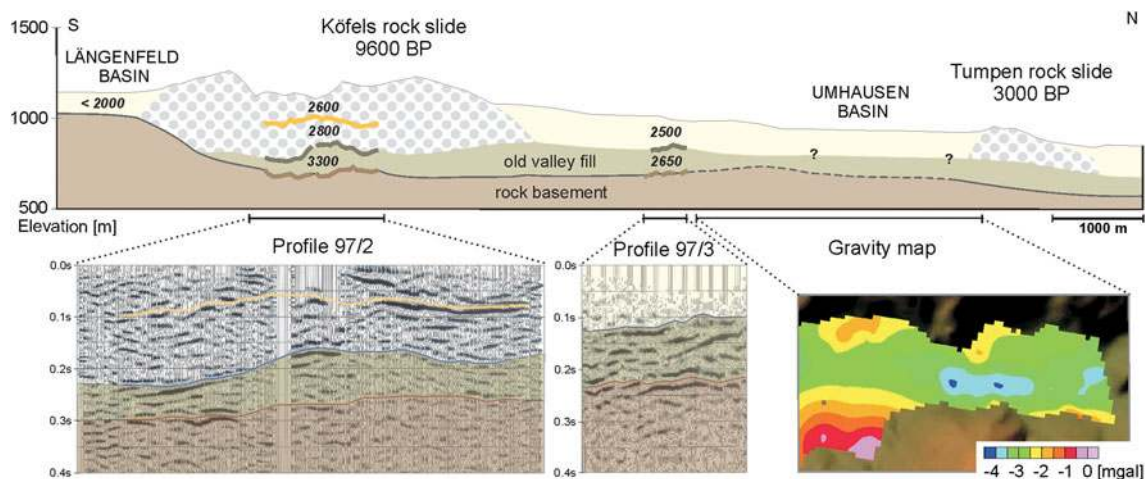 1500
S
N
Köfels rock slide
9600 BP
LÄNGENFELD
BASIN
Tumpen rock slide
3000 BP
UMHAUSEN
BASIN
< 2000
1000
2600
2800
3300
2500
2650
old valley fill
?
?
rock basement
500
Elevation [m]
1000 m
Profile 97/2
Profile 97/3
Gravity map
0.0s
0.1s
0.2s
0.3s
0.4s
0.0s
0.1s
0.2s
0.3s
0.4s
-4 -3 -2 -1 0 [mgal]